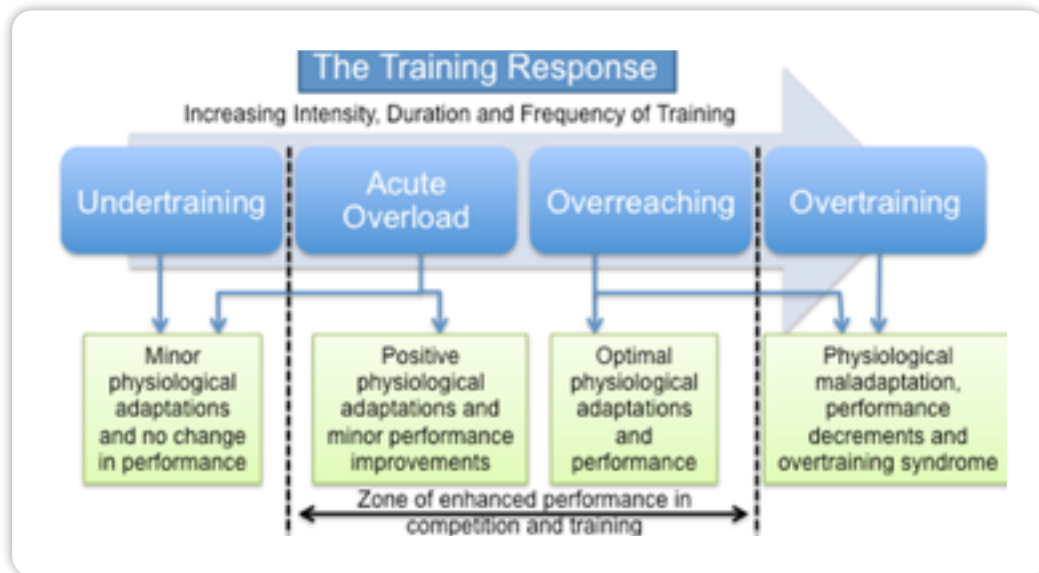 The Training Response
Increasing Intensity, Duration and Frequency of Training
Undertraining
Acute
Overload
Overreaching
Overtraining
Minor
physiological
adaptations
and no change
in performance
Positive
physiological
adaptations and
minor performance
improvements
Optimal
physiological
adaptations
and
performance
Physiological
maladaptation,
performance
decrements and
overtraining syndrome
Zone of enhanced performance in
competition and training